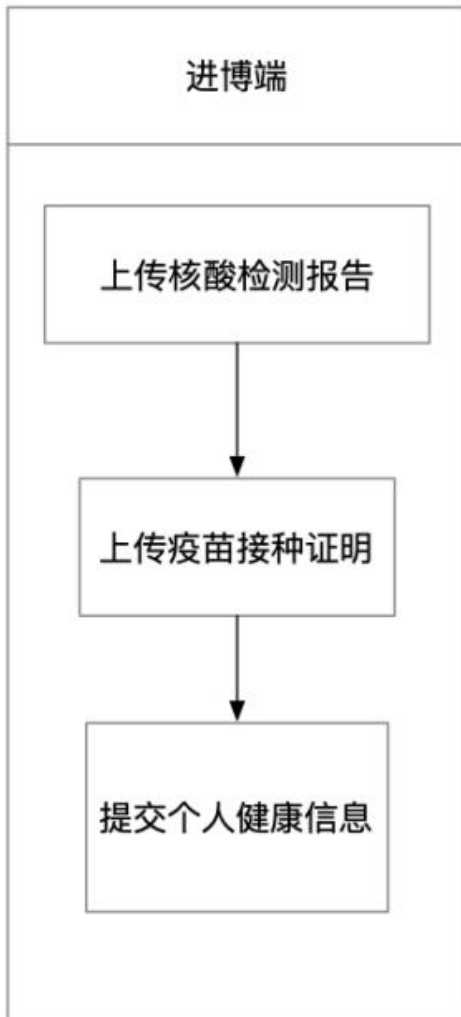 进博端
上传核酸检测报告
上传疫苗接种证明
提交个人健康信息